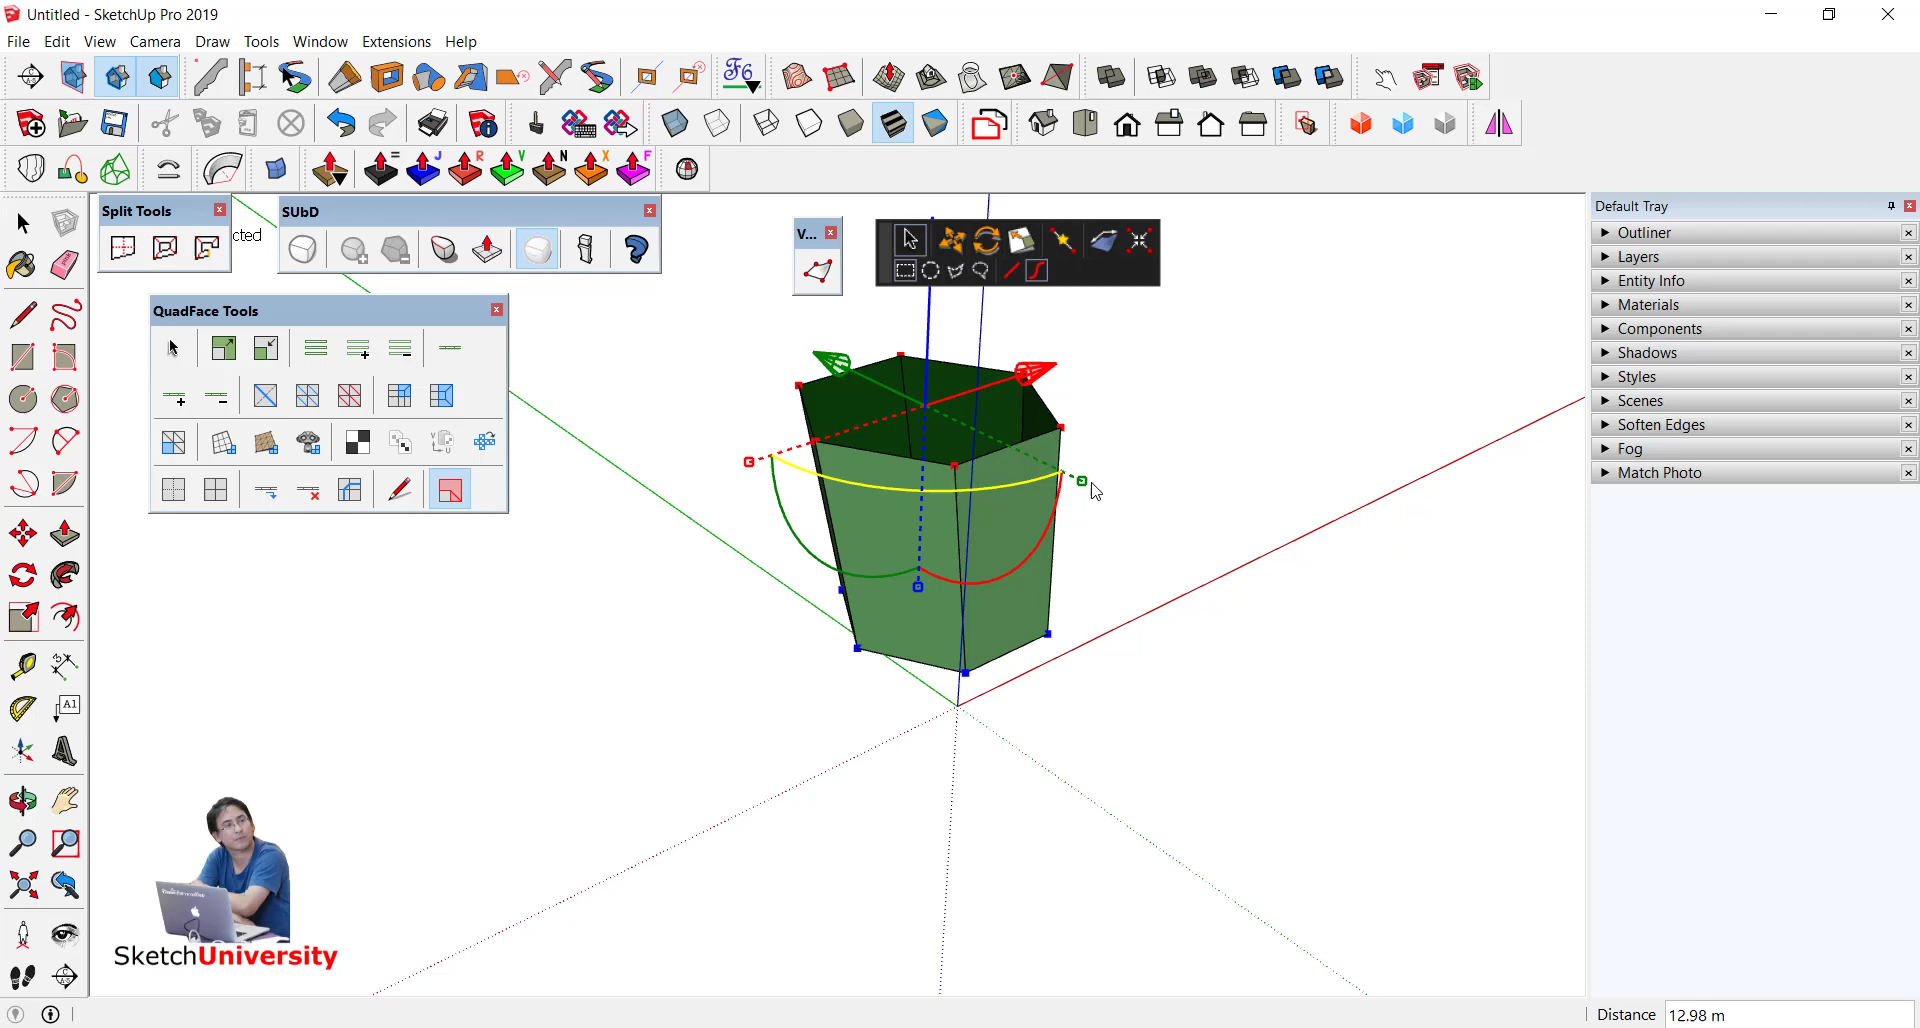 Untitled - SketchUp Pro 2019
File Edit View Camera Draw Tools Window Extensions Help
F6
= J R V N X F
Split Tools
cted
SUbD
V...
QuadFace Tools
Default Tray
Outliner
Layers
Entity Info
Materials
Components
Shadows
Styles
Scenes
Soften Edges
Fog
Match Photo
A1
SketchUniversity
Distance 12.98 m